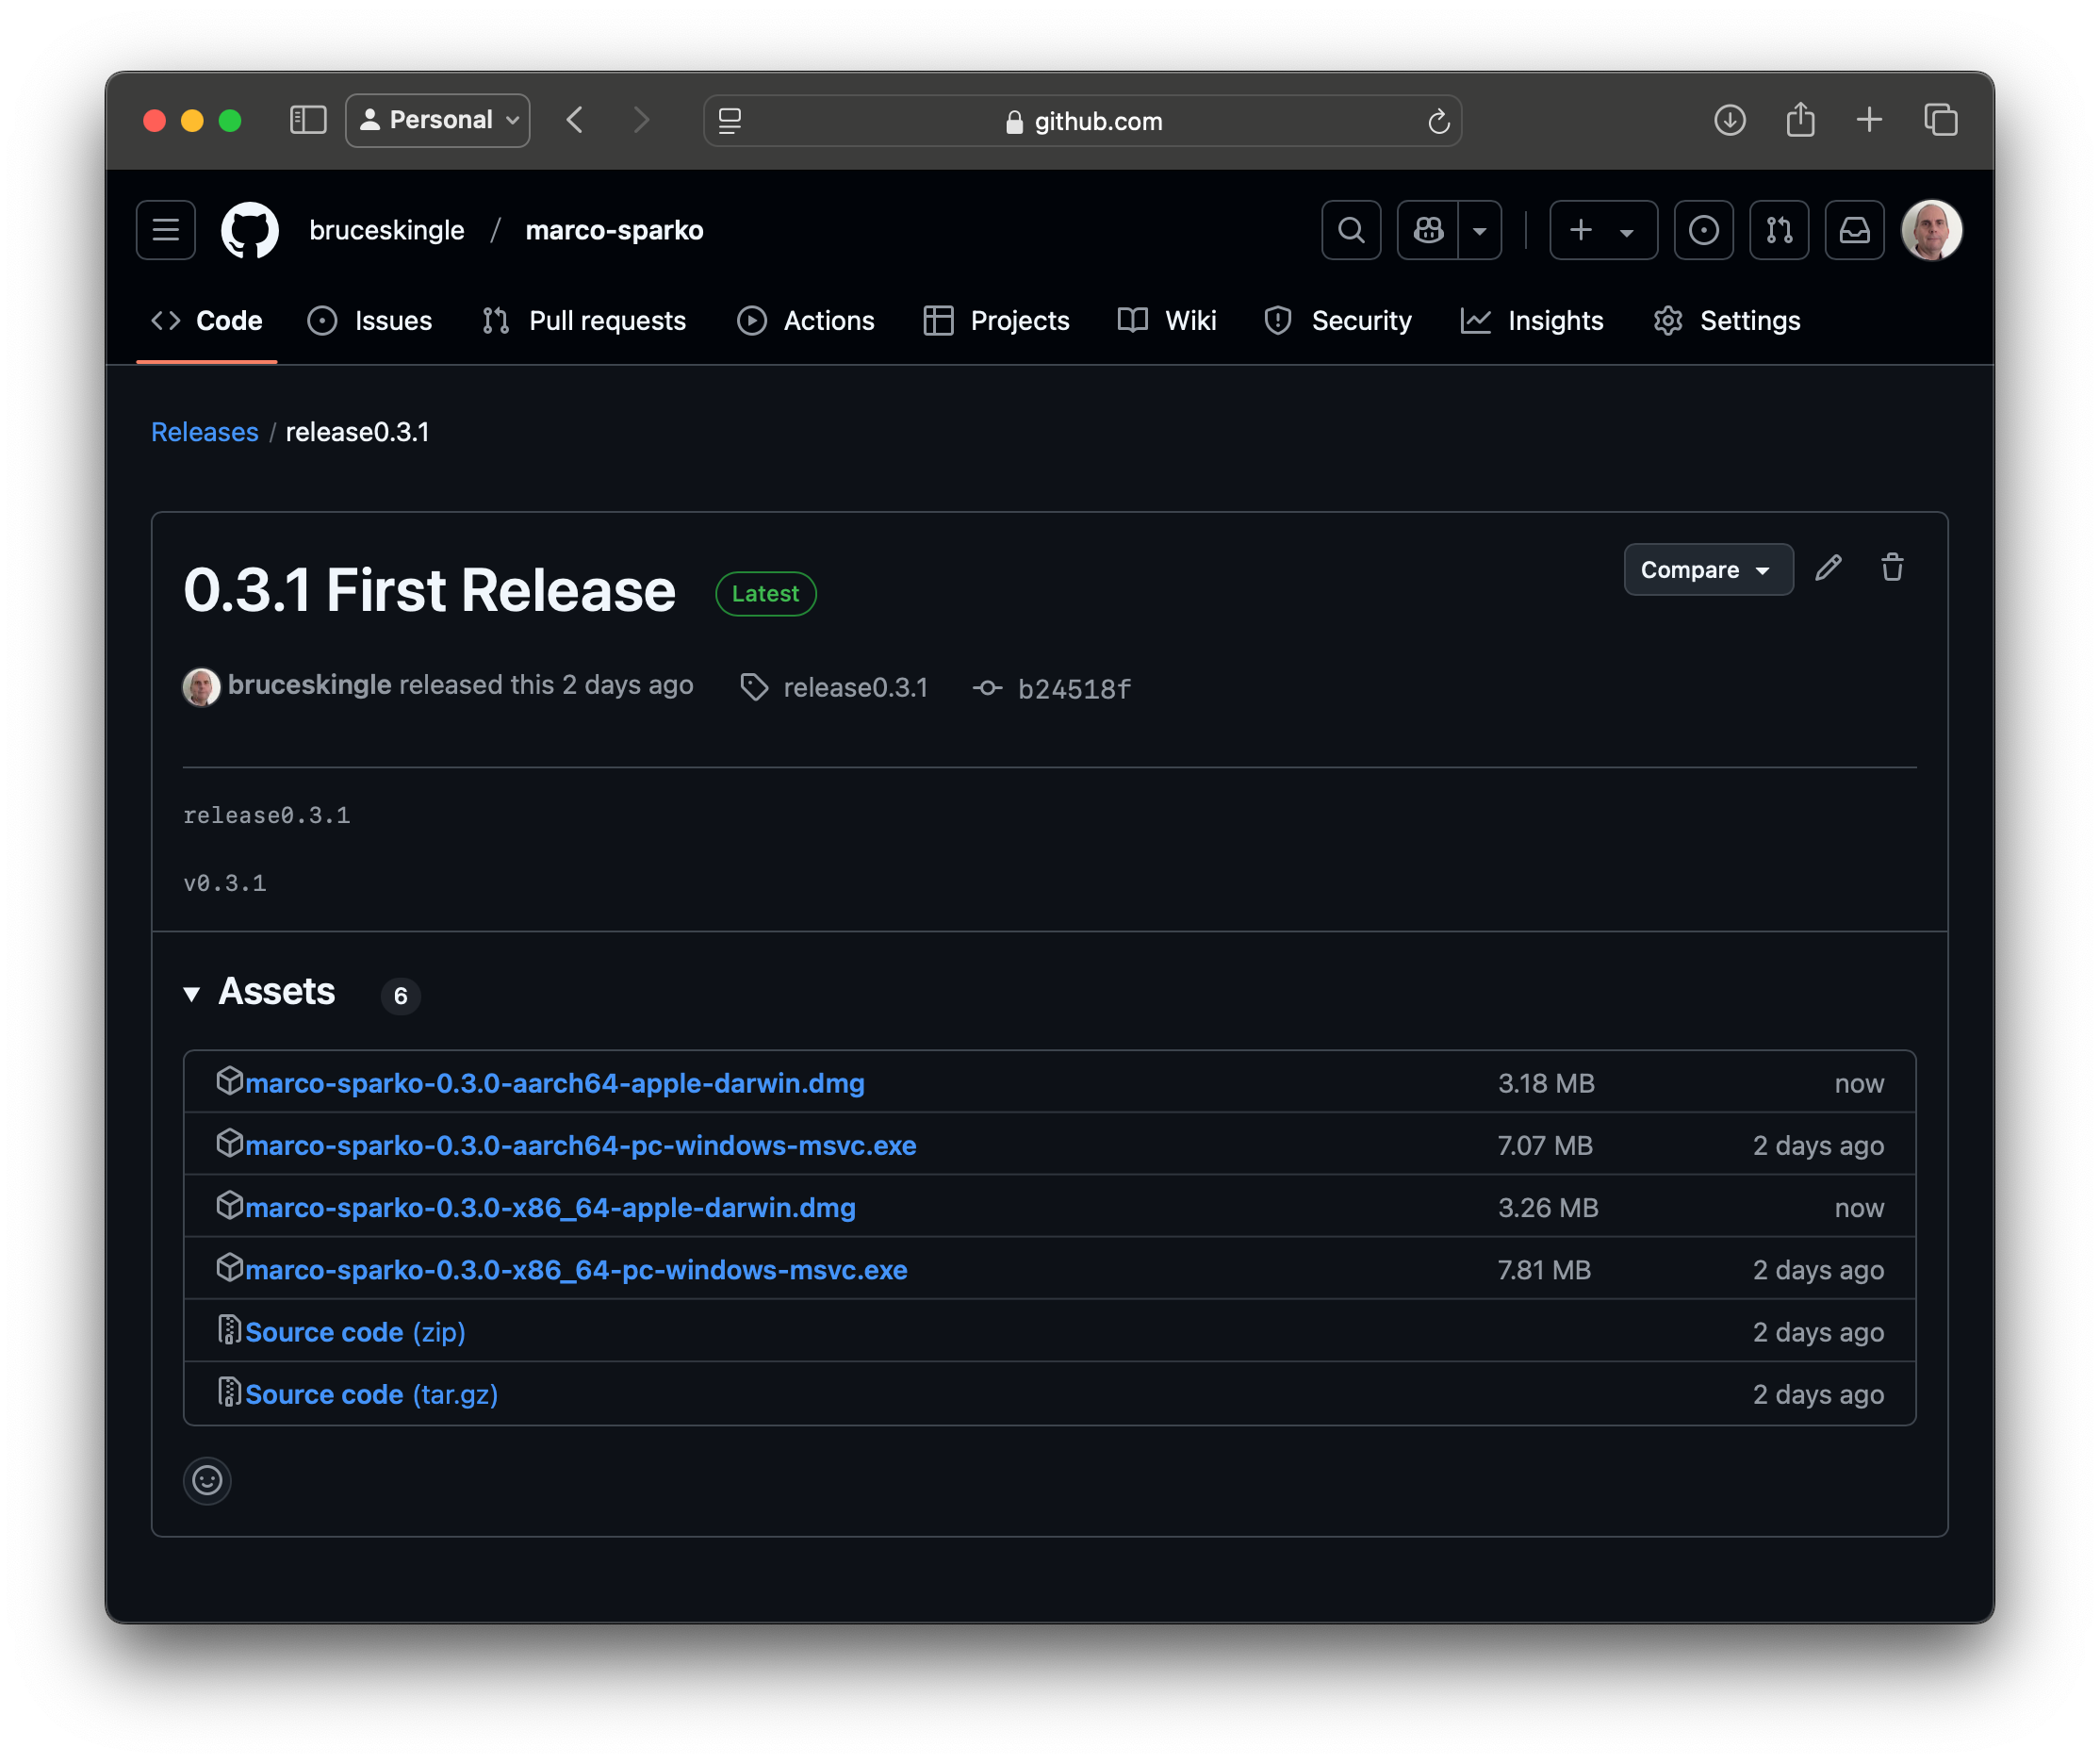 Personal
github.com
bruceskingle / marco-sparko
Code Issues Pull requests Actions Projects Wiki Security Insights Settings
Releases / release0.3.1
0.3.1 First Release Latest
Compare
bruceskingle released this 2 days ago release0.3.1 b24518f
release0.3.1
v0.3.1
Assets 6
marco-sparko-0.3.0-aarch64-apple-darwin.dmg 3.18 MB now
marco-sparko-0.3.0-aarch64-pc-windows-msvc.exe 7.07 MB 2 days ago
marco-sparko-0.3.0-x86_64-apple-darwin.dmg 3.26 MB now
marco-sparko-0.3.0-x86_64-pc-windows-msvc.exe 7.81 MB 2 days ago
Source code (zip) 2 days ago
Source code (tar.gz) 2 days ago